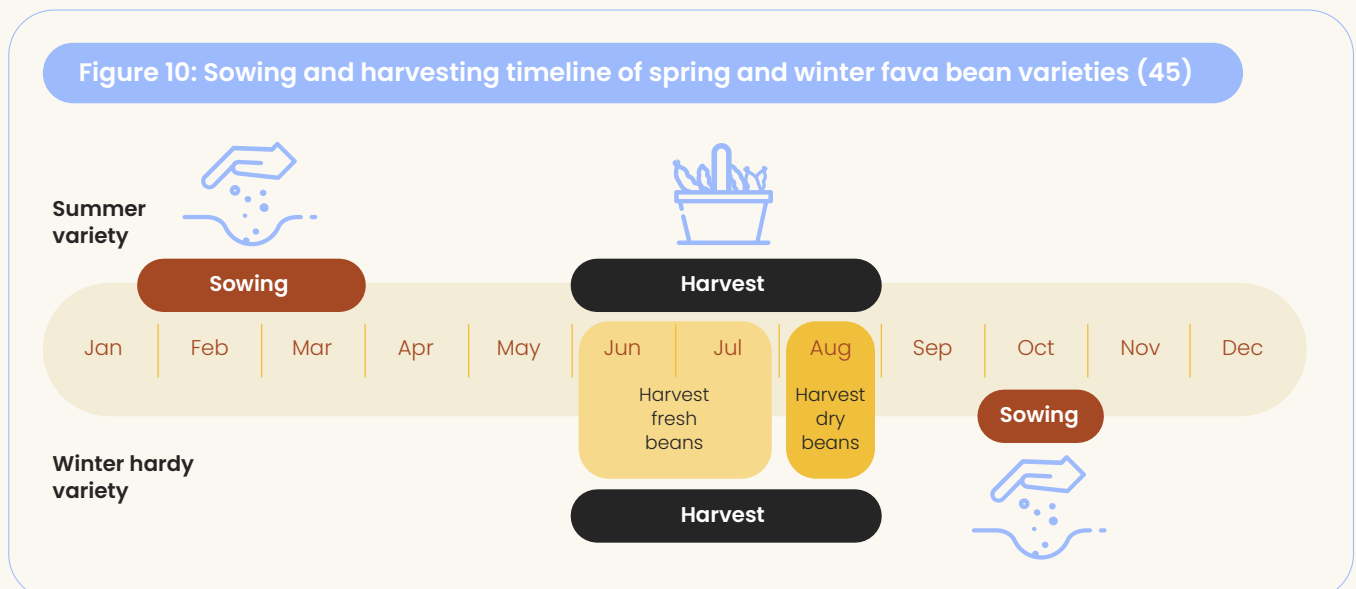 Figure 10: Sowing and harvesting timeline of spring and winter fava bean varieties (45)
Summer
variety
Sowing
Harvest
Jan Feb Mar Apr May Jun Jul Aug Sep Oct Nov Dec
Harvest
fresh
beans
Harvest
dry
beans
Sowing
Winter hardy
variety
Harvest